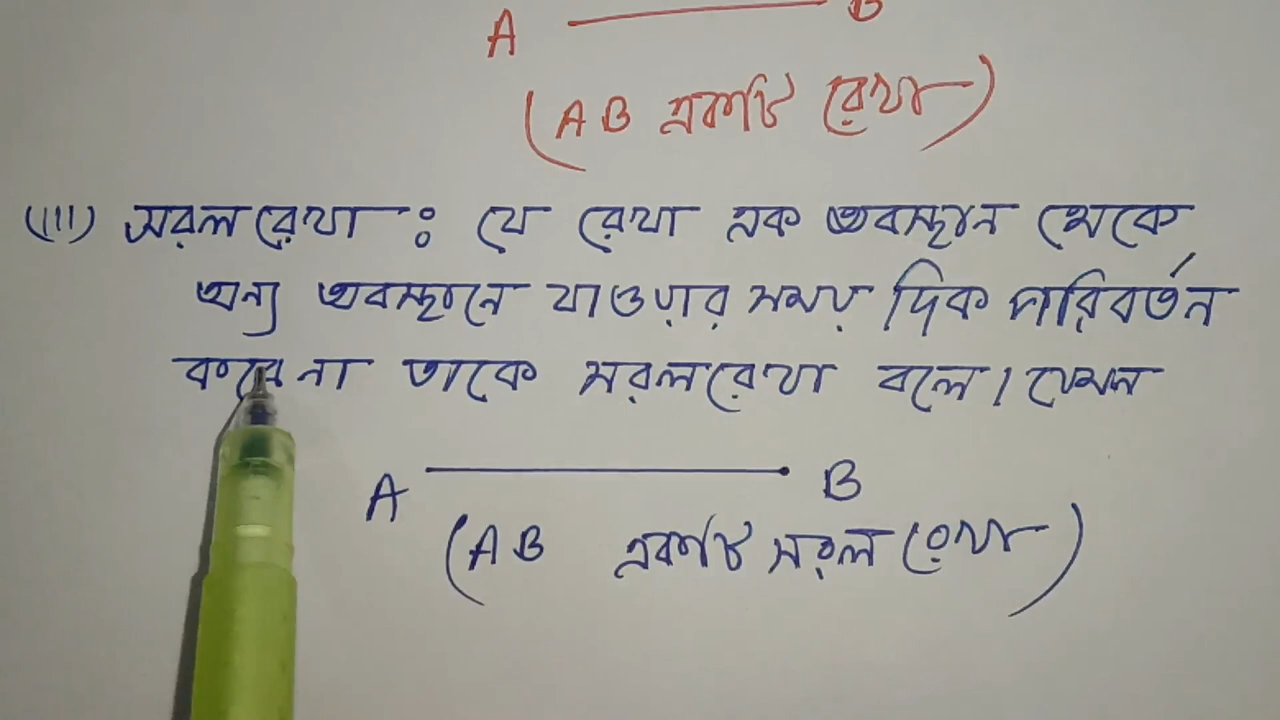 A B
(AB একটি রেখা)
(III) সরলরেখা : যে রেখা এক অবস্থান থেকে
অন্য অবস্থানে যাওয়ার সময় দিক পরিবর্তন
করে না তাকে সরলরেখা বলে। যেমন
A B
(AB একটি সরল রেখা)